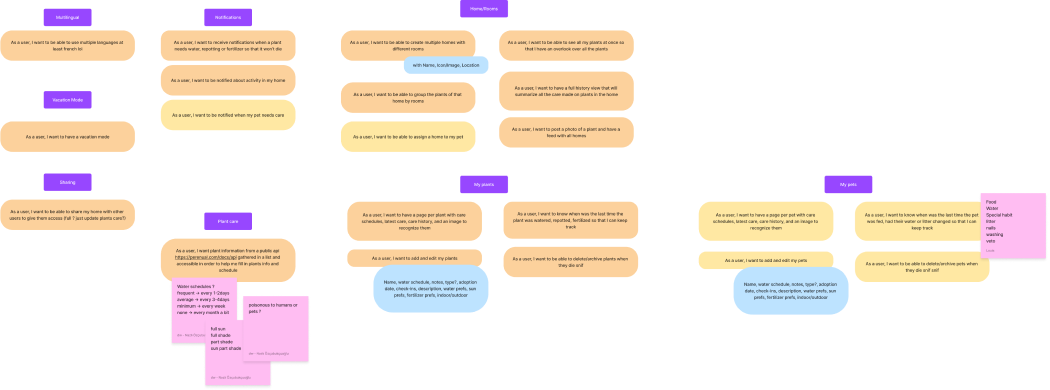 Multilingual
As a user, I want to be able to use multiple languages at
least french lol
Vacation Mode
As a user, I want to have a vacation mode
Sharing
As a user, I want to be able to share my home with other
users to give them access (full ? just update plants care?)
Notifications
As a user, I want to receive notifications when a plant
needs water, repotting or fertilizer so that it won't die
As a user, I want to be notified about activity in my home
As a user, I want to be notified when my pet needs care
Plant care
As a user, I want plant information from a public api
https://perenual.com/docs/api gathered in a list and
accessible in order to help me fill in plants info and
schedule
Water schedules ?
frequent → every 1-2days
average → every 3-4days
minimum → every week
none → every month a bit
full sun
full shade
part shade
sun part shade
poisonous to humans or
pets ?
Home/Rooms
As a user, I want to be able to create multiple homes with
different rooms
with Name, Icon/Image, Location
As a user, I want to be able to group the plants of that
home by rooms
As a user, I want to be able to assign a home to my pet
As a user, I want to be able to see all my plants at once so
that I have an overlook over all the plants
As a user, I want to have a full history view that will
summarize all the care made on plants in the home
As a user, I want to post a photo of a plant and have a
feed with all homes
My plants
As a user, I want to have a page per plant with care
schedules, latest care, care history, and an image to
recognize them
As a user, I want to add and edit my plants
Name, water schedule, notes, type?, adoption
date, check-ins, description, water prefs, sun
prefs, fertilizer prefs, indoor/outdoor
As a user, I want to know when was the last time the
plant was watered, repotted, fertilized so that I can keep
track
As a user, I want to be able to delete/archive plants when
they die snif
My pets
As a user, I want to have a page per pet with care
schedules, latest care, care history, and an image to
recognize them
As a user, I want to add and edit my pets
Name, water schedule, notes, type?, adoption
date, check-ins, description, water prefs, sun
prefs, fertilizer prefs, indoor/outdoor
As a user, I want to know when was the last time the pet
was fed, had their water or litter changed so that I can
keep track
As a user, I want to be able to delete/archive pets when
they die snif snif
Food
Water
Special habit
litter
nails
washing
veto